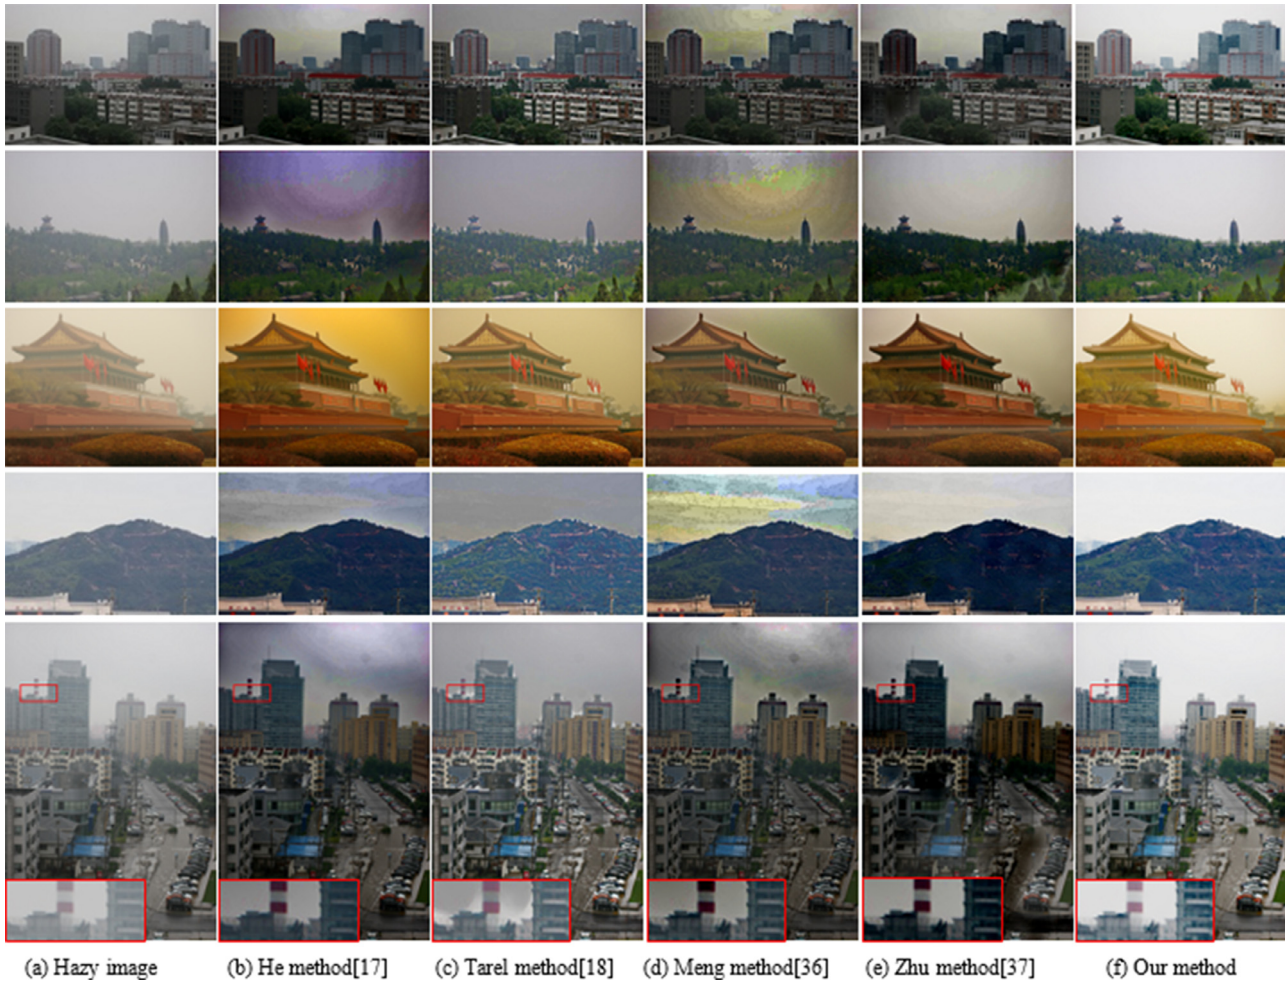 (a) Hazy image
(b) He method[17]
(c) Tarel method[18]
(d) Meng method[36]
(e) Zhu method[37]
(f) Our method